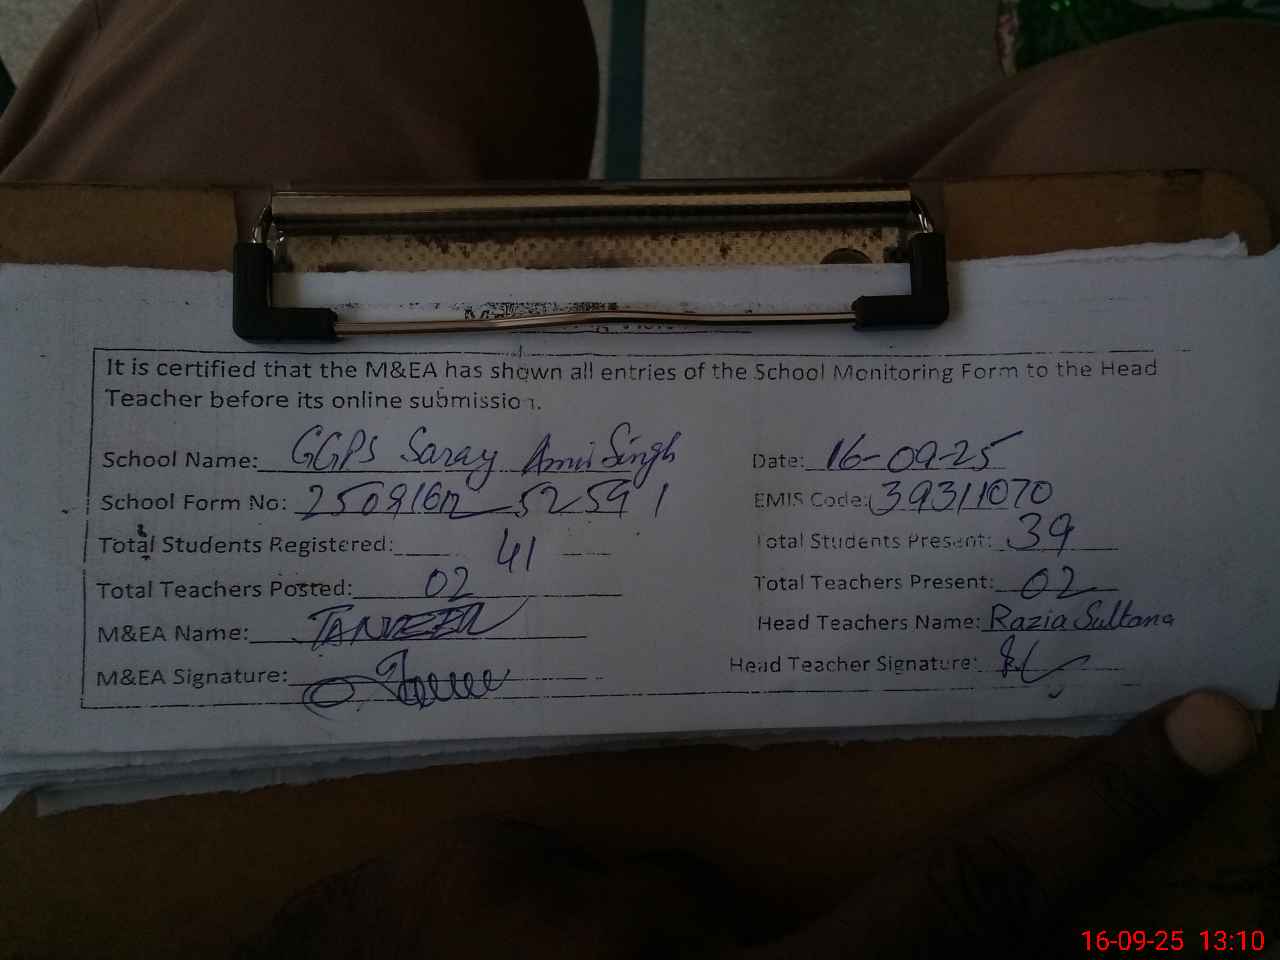 It is certified that the M&EA has shown all entries of the School Monitoring Form to the Head
Teacher before its online submission.
School Name: GGPS Saray Amir Singh Date: 16-09-25
School Form No: EMIS Code: 39311070
Total Students Registered: 41 Total Students Present: 39
Total Teachers Posted: 02 Total Teachers Present: 02
M&EA Name: TANVEER Head Teachers Name: Razia Sultana
M&EA Signature: Head Teacher Signature:
16-09-25 13:10